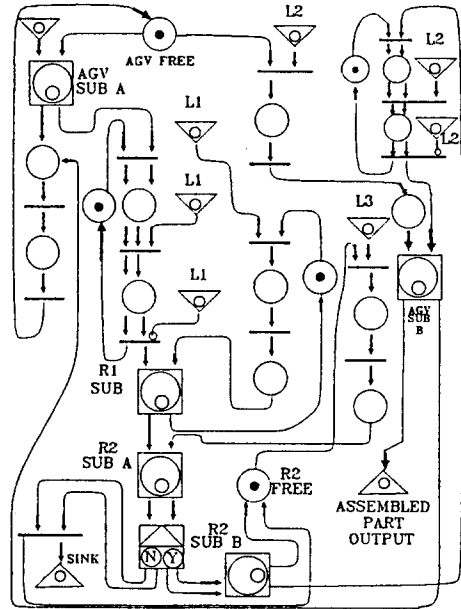 L2
L2
AGV FREE
AGV
SUB A
L1
L2
L1
L3
L1
AGV
SUB
B
R1
SUB
R2
SUB A
R2
FREE
ASSEMBLED
PART
OUTPUT
N Y
R2
SUB B
SINK